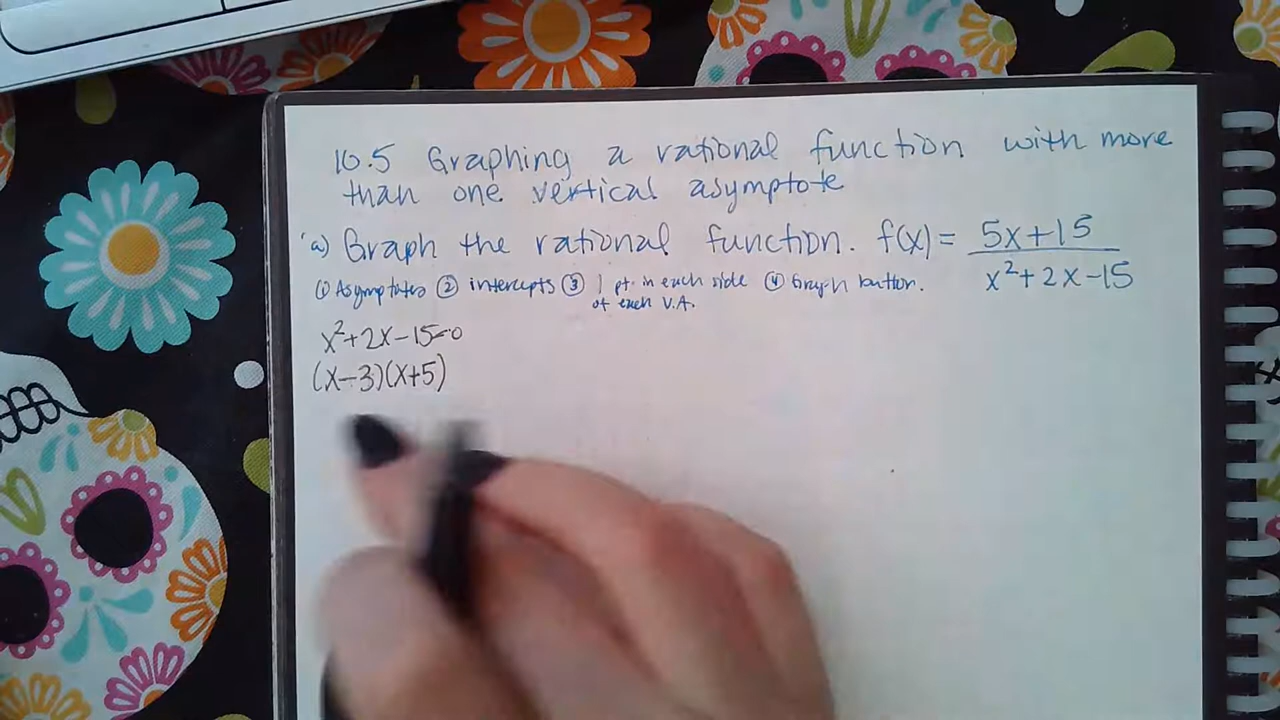 10.5 Graphing a rational function with more
than one vertical asymptote
a) Graph the rational function. f(x) = 5x+15 / x²+2x-15
① Asymptotes ② intercepts ③ 1 pt. in each side of each V.A. ④ Graph button.
x²+2x-15=0
(x-3)(x+5)